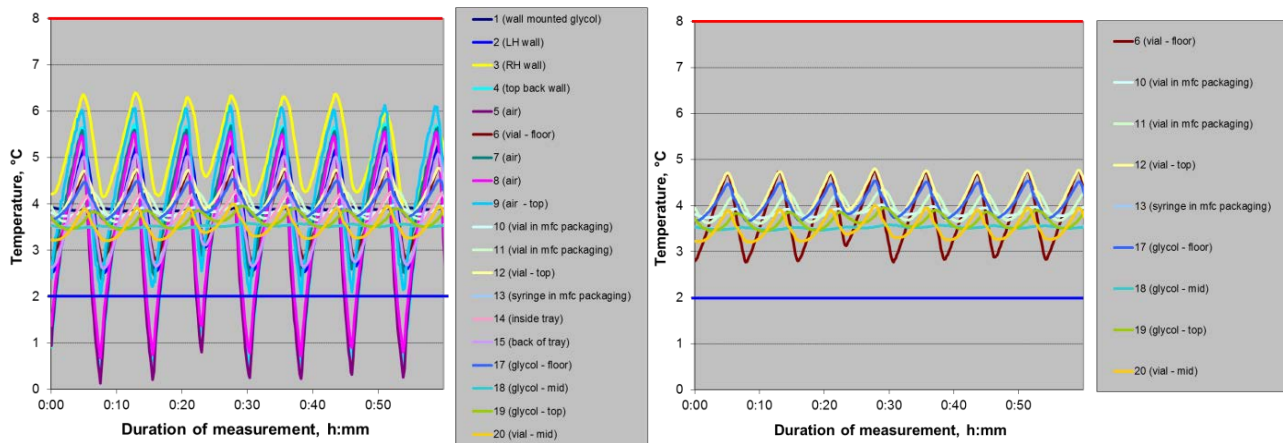 8
7
6
5
4
3
2
1
0
Temperature, °C
0:00
0:10
0:20
0:30
0:40
0:50
Duration of measurement, h:mm
1 (wall mounted glycol)
2 (LH wall)
3 (RH wall)
4 (top back wall)
5 (air)
6 (vial - floor)
7 (air)
8 (air)
9 (air - top)
10 (vial in mfc packaging)
11 (vial in mfc packaging)
12 (vial - top)
13 (syringe in mfc packaging)
14 (inside tray)
15 (back of tray)
17 (glycol - floor)
18 (glycol - mid)
19 (glycol - top)
20 (vial - mid)
8
7
6
5
4
3
2
1
0
Temperature, °C
0:00
0:10
0:20
0:30
0:40
0:50
Duration of measurement, h:mm
6 (vial - floor)
10 (vial in mfc packaging)
11 (vial in mfc packaging)
12 (vial - top)
13 (syringe in mfc packaging)
17 (glycol - floor)
18 (glycol - mid)
19 (glycol - top)
20 (vial - mid)